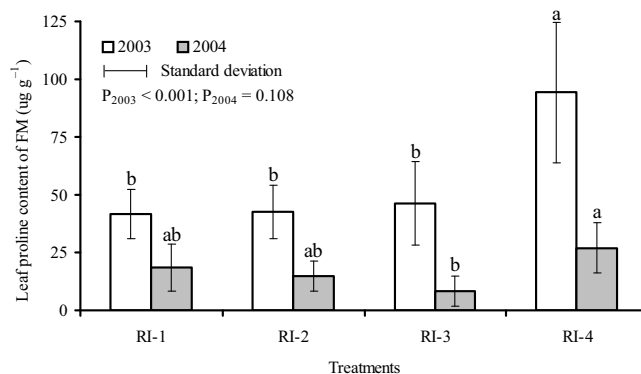 Leaf proline content of FM (ug g⁻¹)
125
100
75
50
25
0
2003 2004
Standard deviation
P₂₀₀₃ < 0.001; P₂₀₀₄ = 0.108
b
ab
b
ab
b
b
a
a
RI-1 RI-2 RI-3 RI-4
Treatments